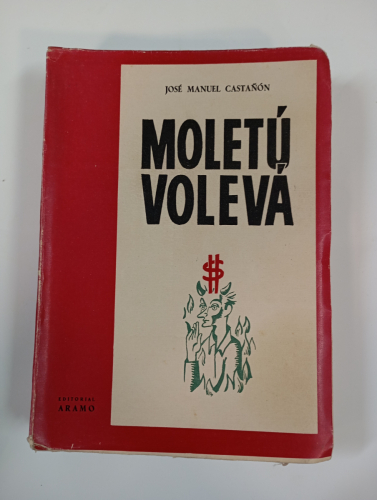 JOSÉ MANUEL CASTAÑÓN
MOLETÚ
VOLEVÁ
$
EDITORIAL
ARAMO